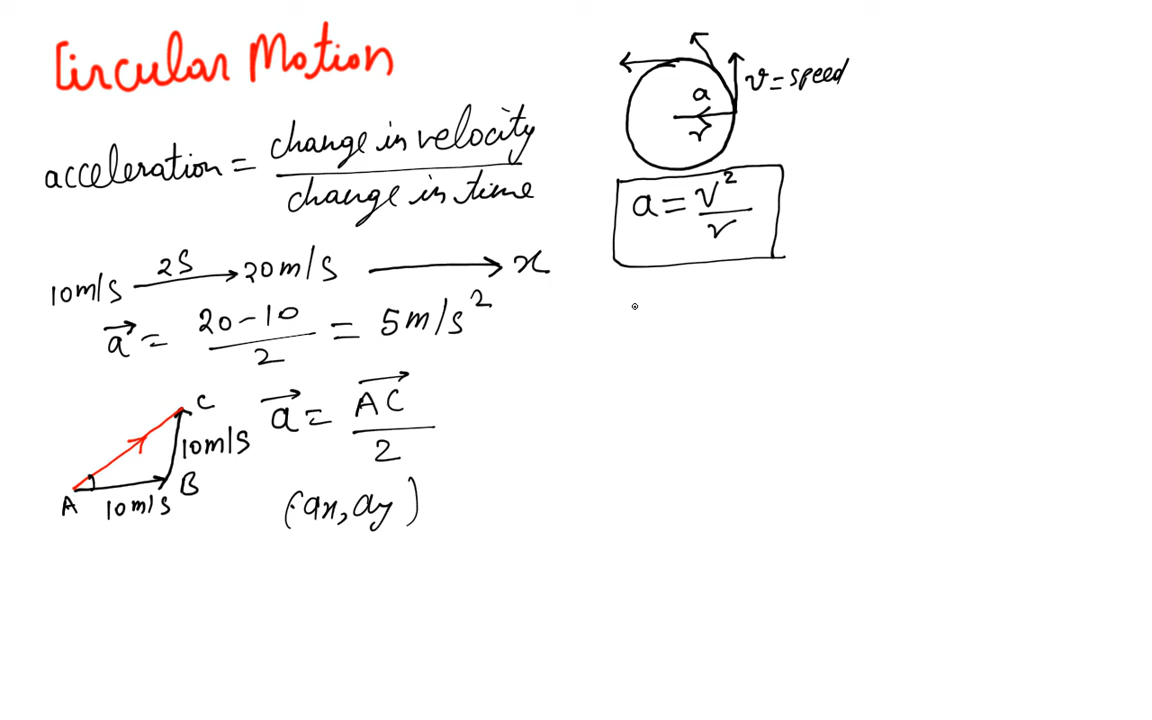 Circular Motion
acceleration = change in velocity / change in time
10m/s 2S → 20m/s → x
a⃗ = 20-10 / 2 = 5m/s²
A B C
10m/s 10m/s
a⃗ = AC⃗ / 2
(ax, ay)
v = speed
a
r
a = v² / r